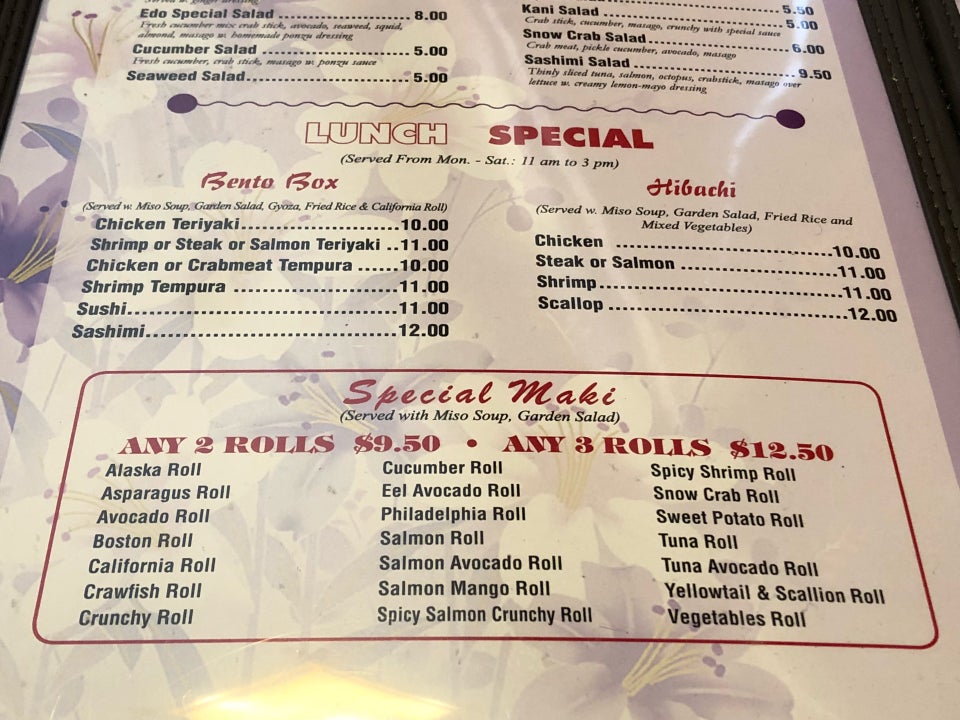 Served w. ginger dressing
Edo Special Salad ........................ 8.00
Fresh cucumber mix crab stick, avocado, seaweed, squid,
almond, masago w. homemade ponzu dressing
Cucumber Salad ........................ 5.00
Fresh cucumber, crab stick, masago w. ponzu sauce
Seaweed Salad........................ 5.00
5.50
Kani Salad ........................ 5.00
Crab stick, cucumber, masago, crunchy with special sauce
Snow Crab Salad........................ 6.00
Crab meat, pickle cucumber, avocado, masago
Sashimi Salad ........................ 9.50
Thinly sliced tuna, salmon, octopus, crabstick, masago over
lettuce w. creamy lemon-mayo dressing
LUNCH SPECIAL
(Served From Mon. - Sat.: 11 am to 3 pm)
Bento Box
(Served w. Miso Soup, Garden Salad, Gyoza, Fried Rice & California Roll)
Chicken Teriyaki........................10.00
Shrimp or Steak or Salmon Teriyaki ..11.00
Chicken or Crabmeat Tempura ......10.00
Shrimp Tempura ........................11.00
Sushi........................11.00
Sashimi........................12.00
Hibachi
(Served w. Miso Soup, Garden Salad, Fried Rice and
Mixed Vegetables)
Chicken ........................10.00
Steak or Salmon ........................11.00
Shrimp........................11.00
Scallop ........................12.00
Special Maki
(Served with Miso Soup, Garden Salad)
ANY 2 ROLLS $9.50 • ANY 3 ROLLS $12.50
Alaska Roll
Asparagus Roll
Avocado Roll
Boston Roll
California Roll
Crawfish Roll
Crunchy Roll
Cucumber Roll
Eel Avocado Roll
Philadelphia Roll
Salmon Roll
Salmon Avocado Roll
Salmon Mango Roll
Spicy Salmon Crunchy Roll
Spicy Shrimp Roll
Snow Crab Roll
Sweet Potato Roll
Tuna Roll
Tuna Avocado Roll
Yellowtail & Scallion Roll
Vegetables Roll